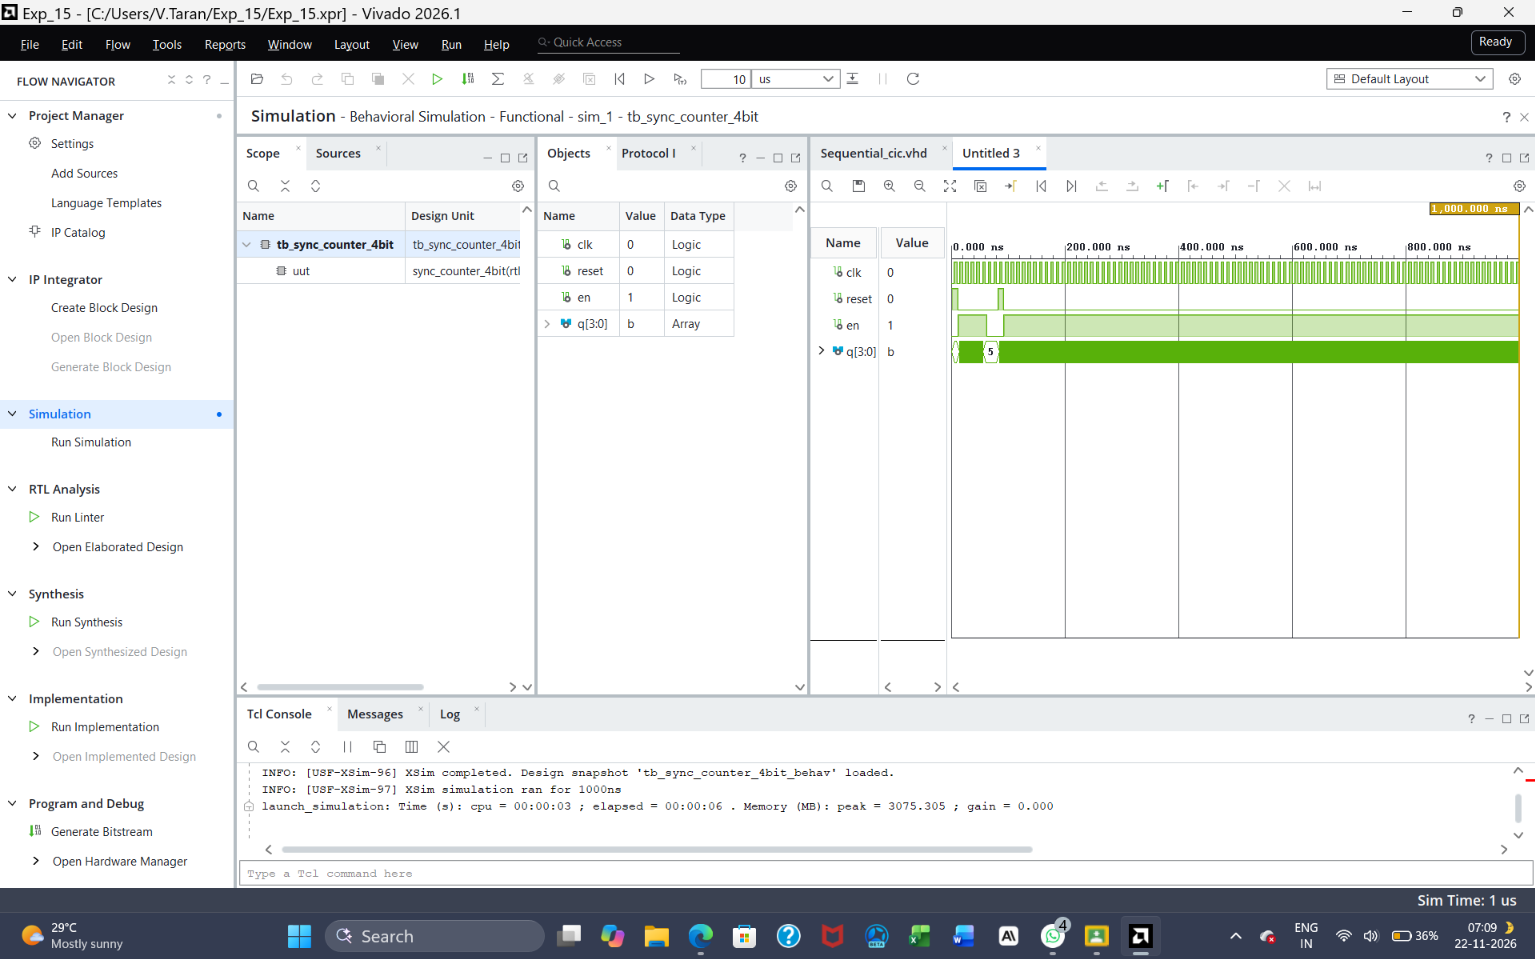 Exp_15 - [C:/Users/V.Taran/Exp_15/Exp_15.xpr] - Vivado 2026.1
File Edit Flow Tools Reports Window Layout View Run Help Quick Access Ready
FLOW NAVIGATOR
10 us Default Layout
Simulation - Behavioral Simulation - Functional - sim_1 - tb_sync_counter_4bit
Project Manager
Settings
Add Sources
Language Templates
IP Catalog
IP Integrator
Create Block Design
Open Block Design
Generate Block Design
Simulation
Run Simulation
RTL Analysis
Run Linter
Open Elaborated Design
Synthesis
Run Synthesis
Open Synthesized Design
Implementation
Run Implementation
Open Implemented Design
Program and Debug
Generate Bitstream
Open Hardware Manager
Scope Sources
Name Design Unit
tb_sync_counter_4bit tb_sync_counter_4bit
uut sync_counter_4bit(rtl
Objects Protocol I
Name Value Data Type
clk 0 Logic
reset 0 Logic
en 1 Logic
q[3:0] b Array
Sequential_cic.vhd Untitled 3
1,000.000 ns
Name Value
0.000 ns 200.000 ns 400.000 ns 600.000 ns 800.000 ns
clk 0
reset 0
en 1
q[3:0] b 5
Tcl Console Messages Log
INFO: [USF-XSim-96] XSim completed. Design snapshot 'tb_sync_counter_4bit_behav' loaded.
INFO: [USF-XSim-97] XSim simulation ran for 1000ns
launch_simulation: Time (s): cpu = 00:00:03 ; elapsed = 00:00:06 . Memory (MB): peak = 3075.305 ; gain = 0.000
Type a Tcl command here
Sim Time: 1 us
29°C
Mostly sunny
Search
4
ENG
IN
36%
07:09
22-11-2026